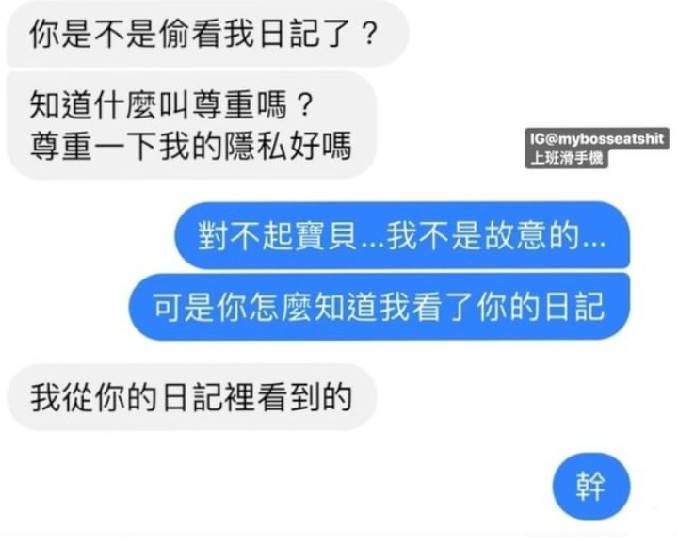 你是不是偷看我日記了？
知道什麼叫尊重嗎？
尊重一下我的隱私好嗎
IG@mybosseatshit
上班滑手機
對不起寶貝...我不是故意的...
可是你怎麼知道我看了你的日記
我從你的日記裡看到的
幹